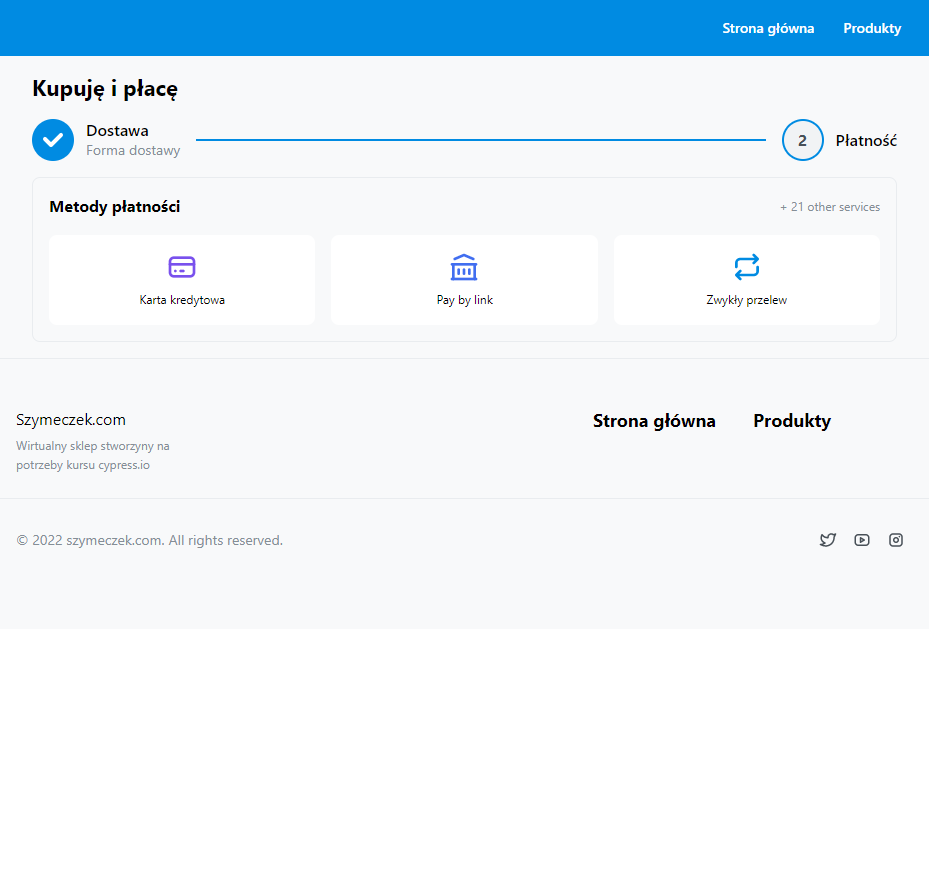 Strona główna Produkty
Kupuję i płacę
Dostawa
Forma dostawy
2 Płatność
Metody płatności + 21 other services
Karta kredytowa Pay by link Zwykły przelew
Szymeczek.com Strona główna Produkty
Wirtualny sklep stworzyny na
potrzeby kursu cypress.io
© 2022 szymeczek.com. All rights reserved.